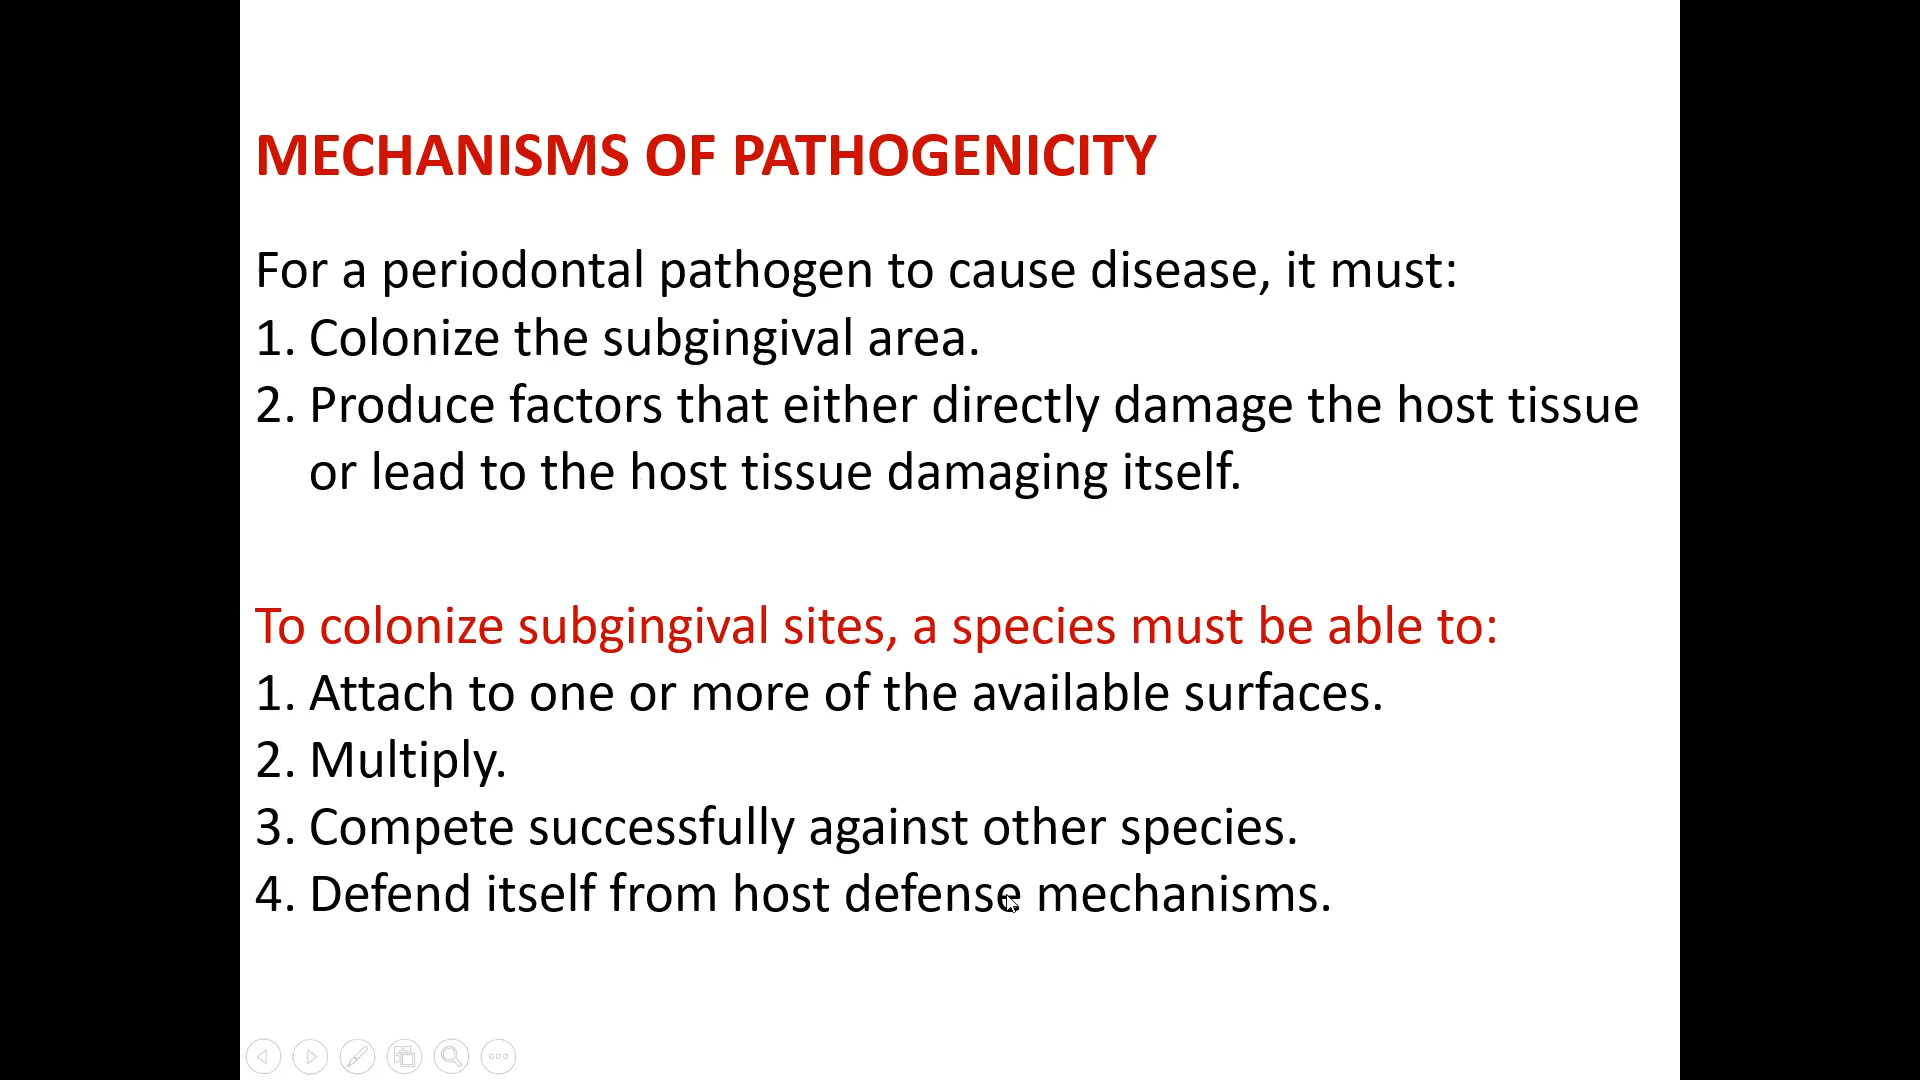 MECHANISMS OF PATHOGENICITY
For a periodontal pathogen to cause disease, it must:
1. Colonize the subgingival area.
2. Produce factors that either directly damage the host tissue
or lead to the host tissue damaging itself.
To colonize subgingival sites, a species must be able to:
1. Attach to one or more of the available surfaces.
2. Multiply.
3. Compete successfully against other species.
4. Defend itself from host defense mechanisms.